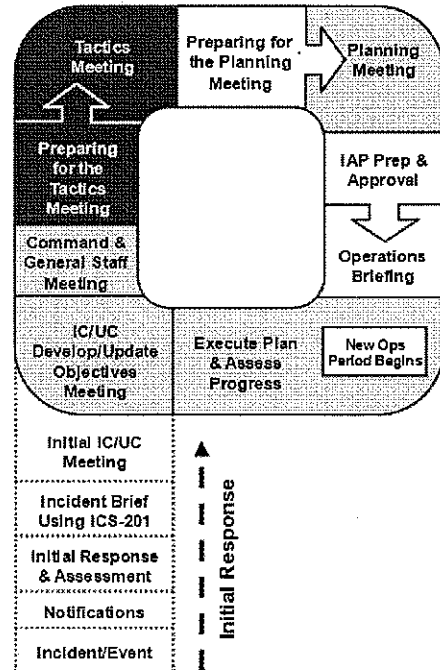 Tactics
Meeting
Preparing for
the Planning
Meeting
Planning
Meeting
Preparing
for the
Tactics
Meeting
IAP Prep &
Approval
Command &
General Staff
Meeting
Operations
Briefing
IC/UC
Develop/Update
Objectives
Meeting
Execute Plan
& Assess
Progress
New Ops
Period Begins
Initial IC/UC
Meeting
Incident Brief
Using ICS-201
Initial Response
& Assessment
Notifications
Incident/Event
Initial Response